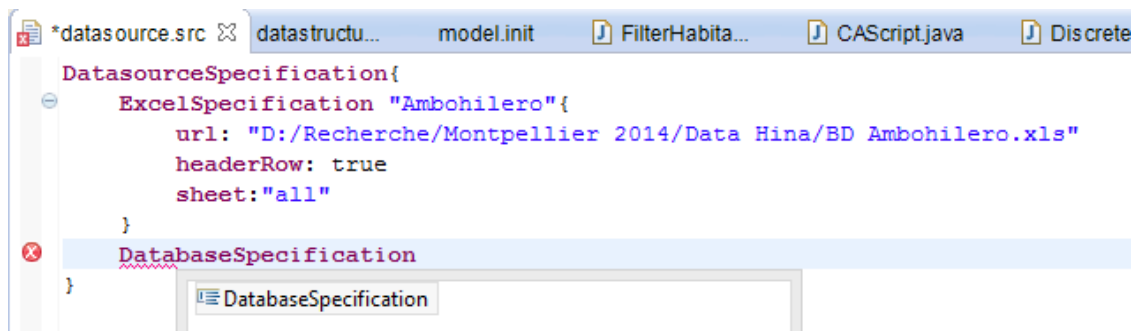 *datasource.src datastructu... model.init FilterHabita... CAScript.java Discrete
DatasourceSpecification{
ExcelSpecification "Ambohilero"{
url: "D:/Recherche/Montpellier 2014/Data Hina/BD Ambohilero.xls"
headerRow: true
sheet:"all"
}
DatabaseSpecification
}
DatabaseSpecification